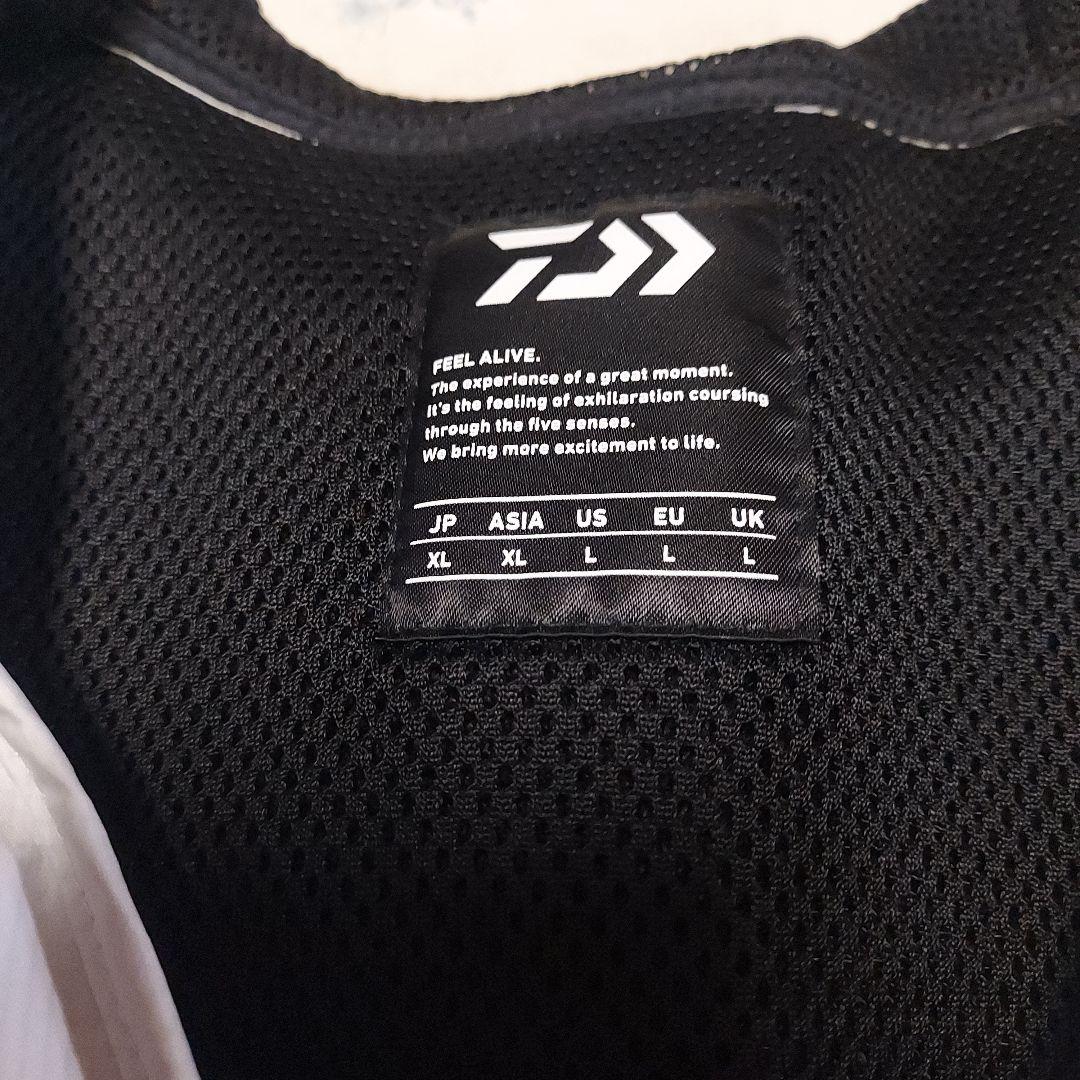 FEEL ALIVE.
The experience of a great moment.
It's the feeling of exhilaration coursing
through the five senses.
We bring more excitement to life.
JP ASIA US EU UK
XL XL L L L